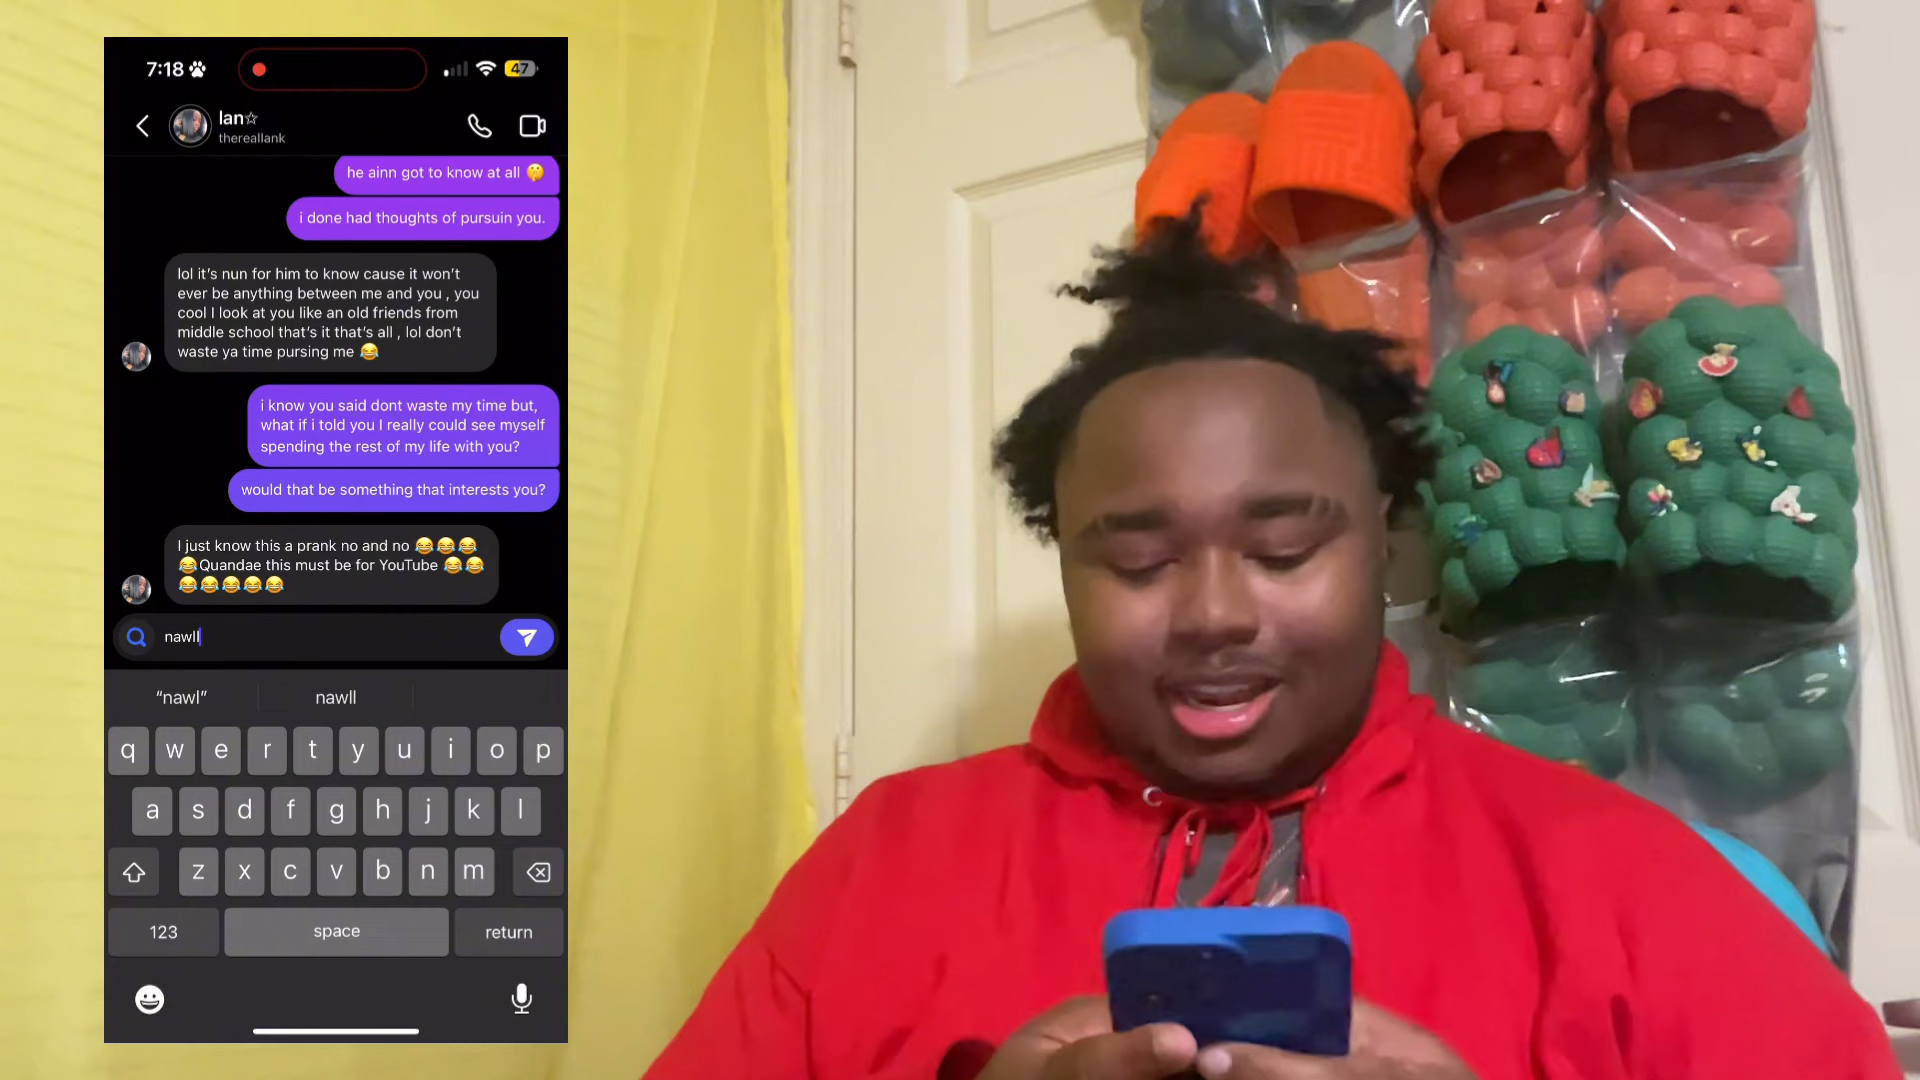 7:18
47
lan☆
thereallank
he ainn got to know at all 🤫
i done had thoughts of pursuin you.
lol it's nun for him to know cause it won't
ever be anything between me and you , you
cool I look at you like an old friends from
middle school that's it that's all , lol don't
waste ya time pursing me 😂
i know you said dont waste my time but,
what if i told you I really could see myself
spending the rest of my life with you?
would that be something that interests you?
I just know this a prank no and no 😂😂😂
😂Quandae this must be for YouTube 😂😂
😂😂😂😂😂
nawll
“nawl” nawll
q w e r t y u i o p
a s d f g h j k l
z x c v b n m
123 space return